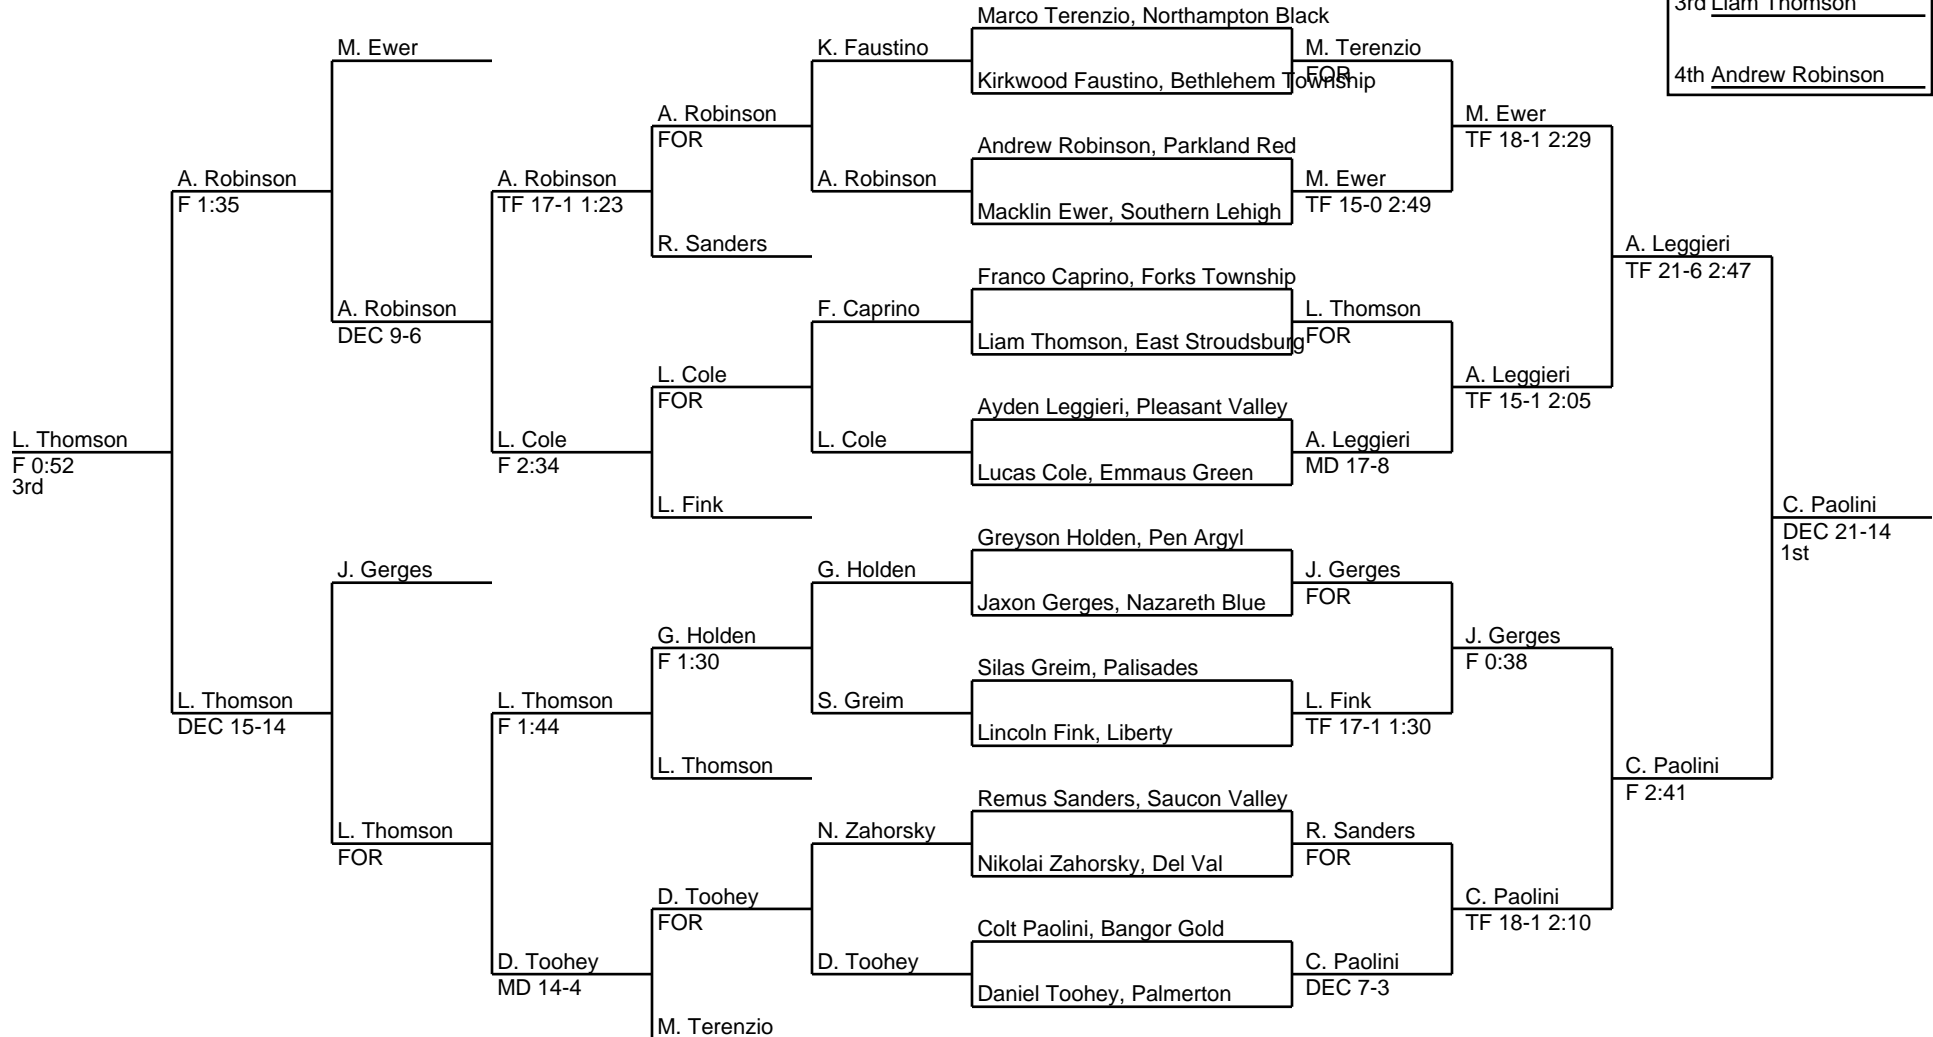 Marco Terenzio, Northampton Black
3rd Liam Thomson
M. Ewer
K. Faustino
M. Terenzio
FOR
Kirkwood Faustino, Bethlehem Township
4th Andrew Robinson
A. Robinson
FOR
M. Ewer
TF 18-1 2:29
Andrew Robinson, Parkland Red
A. Robinson
F 1:35
A. Robinson
TF 17-1 1:23
A. Robinson
M. Ewer
TF 15-0 2:49
Macklin Ewer, Southern Lehigh
R. Sanders
A. Leggieri
TF 21-6 2:47
Franco Caprino, Forks Township
A. Robinson
DEC 9-6
F. Caprino
L. Thomson
FOR
Liam Thomson, East Stroudsburg
L. Cole
FOR
A. Leggieri
TF 15-1 2:05
Ayden Leggieri, Pleasant Valley
L. Thomson
F 0:52
3rd
L. Cole
F 2:34
L. Cole
A. Leggieri
MD 17-8
Lucas Cole, Emmaus Green
L. Fink
C. Paolini
DEC 21-14
1st
Greyson Holden, Pen Argyl
J. Gerges
G. Holden
J. Gerges
FOR
Jaxon Gerges, Nazareth Blue
G. Holden
F 1:30
J. Gerges
F 0:38
Silas Greim, Palisades
L. Thomson
DEC 15-14
L. Thomson
F 1:44
S. Greim
L. Fink
TF 17-1 1:30
Lincoln Fink, Liberty
L. Thomson
C. Paolini
F 2:41
Remus Sanders, Saucon Valley
L. Thomson
FOR
N. Zahorsky
R. Sanders
FOR
Nikolai Zahorsky, Del Val
D. Toohey
FOR
C. Paolini
TF 18-1 2:10
Colt Paolini, Bangor Gold
D. Toohey
MD 14-4
D. Toohey
C. Paolini
DEC 7-3
Daniel Toohey, Palmerton
M. Terenzio